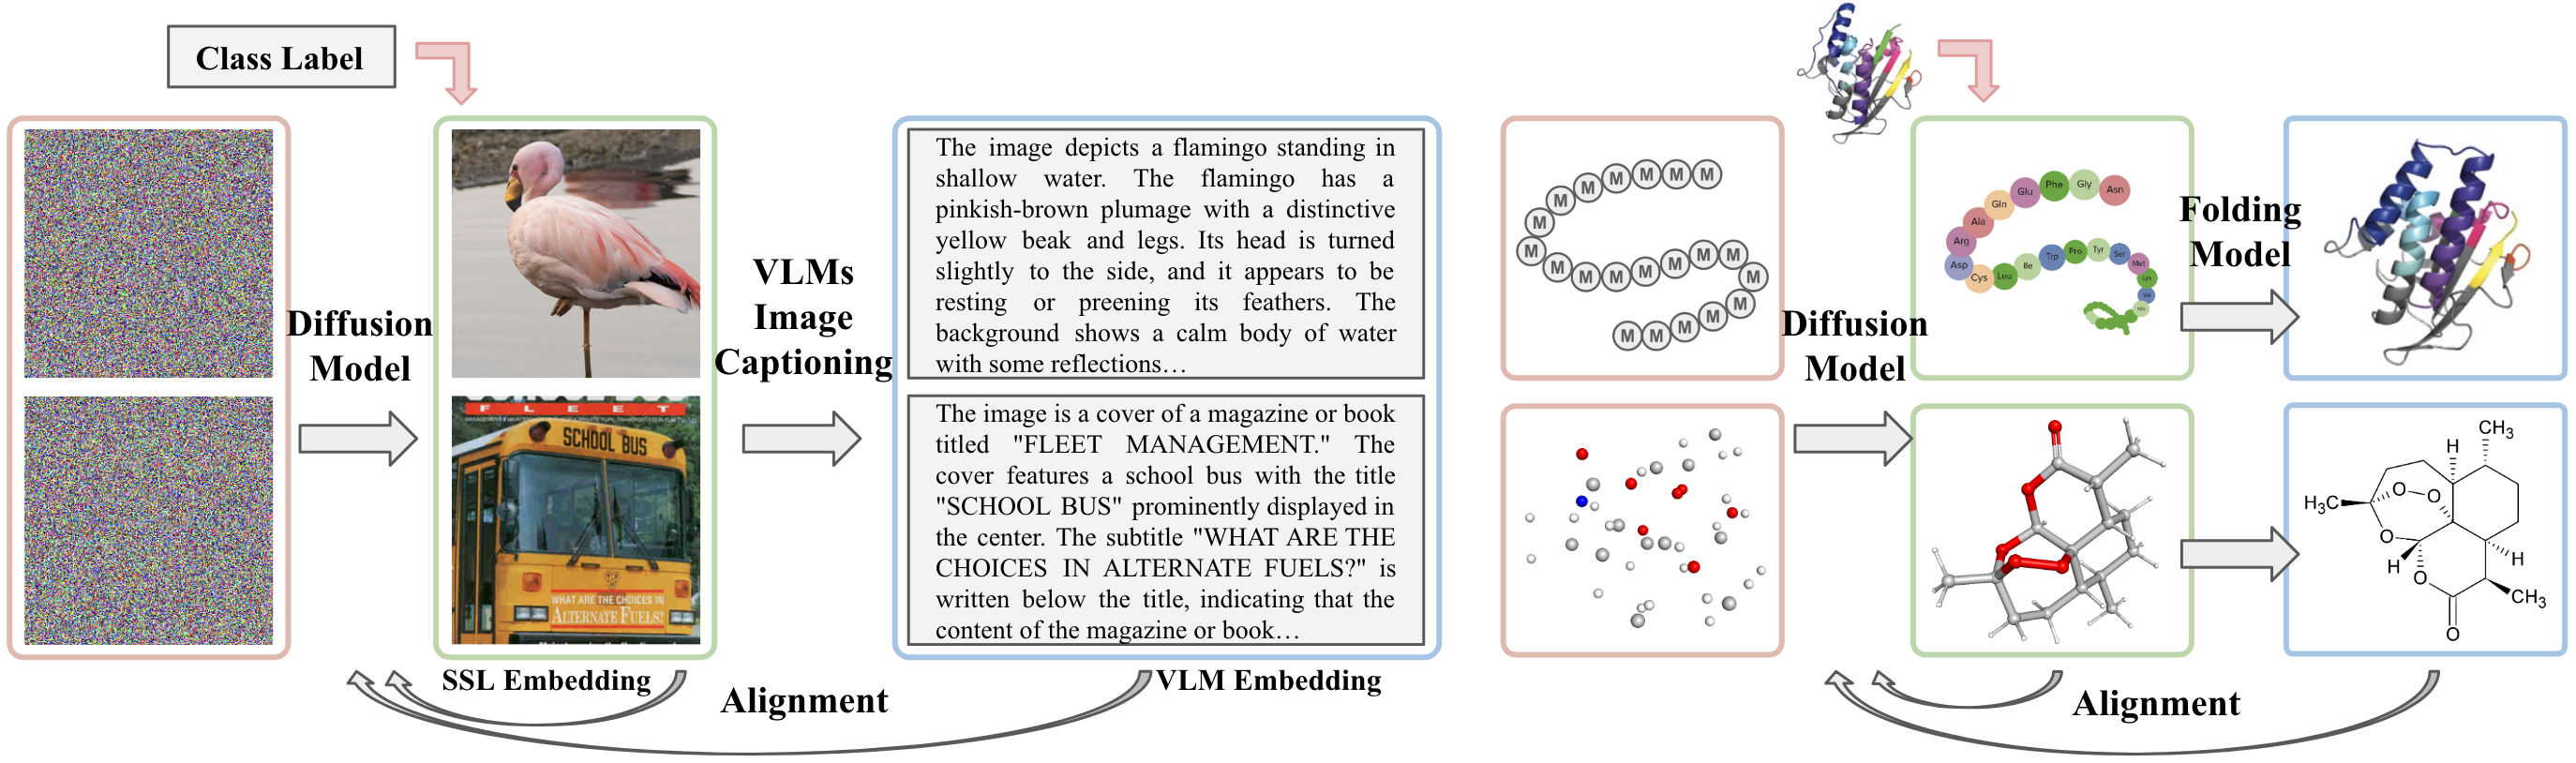 Class Label
Diffusion
Model
FLEET
SCHOOL BUS
WHAT ARE THE CHOICES IN
ALTERNATE FUELS?
SSL Embedding
VLMs
Image
Captioning
The image depicts a flamingo standing in
shallow water. The flamingo has a
pinkish-brown plumage with a distinctive
yellow beak and legs. Its head is turned
slightly to the side, and it appears to be
resting or preening its feathers. The
background shows a calm body of water
with some reflections…
The image is a cover of a magazine or book
titled "FLEET MANAGEMENT." The
cover features a school bus with the title
"SCHOOL BUS" prominently displayed in
the center. The subtitle "WHAT ARE THE
CHOICES IN ALTERNATE FUELS?" is
written below the title, indicating that the
content of the magazine or book…
VLM Embedding
Alignment
M M M M M M M M M M M M M M M M M M M M M M M
Diffusion
Model
Asn
Gly
Phe
Glu
Gln
Ala
Arg
Asp
Cys
Leu
Ile
Trp
Pro
Tyr
Ser
Met
Lys
Val
His
Folding
Model
CH₃
H
O O
H₃C
O
H
H
O
CH₃
O
Alignment